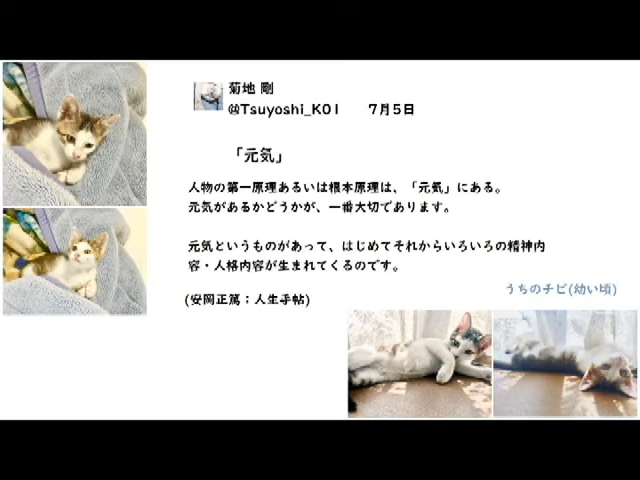 菊地 剛
@Tsuyoshi_K01 7月5日
「元気」
人物の第一原理あるいは根本原理は、「元気」にある。
元気があるかどうかが、一番大切であります。
元気というものがあって、はじめてそれからいろいろの精神内
容・人格内容が生まれてくるのです。
(安岡正篤；人生手帖)
うちのチビ(幼い頃)